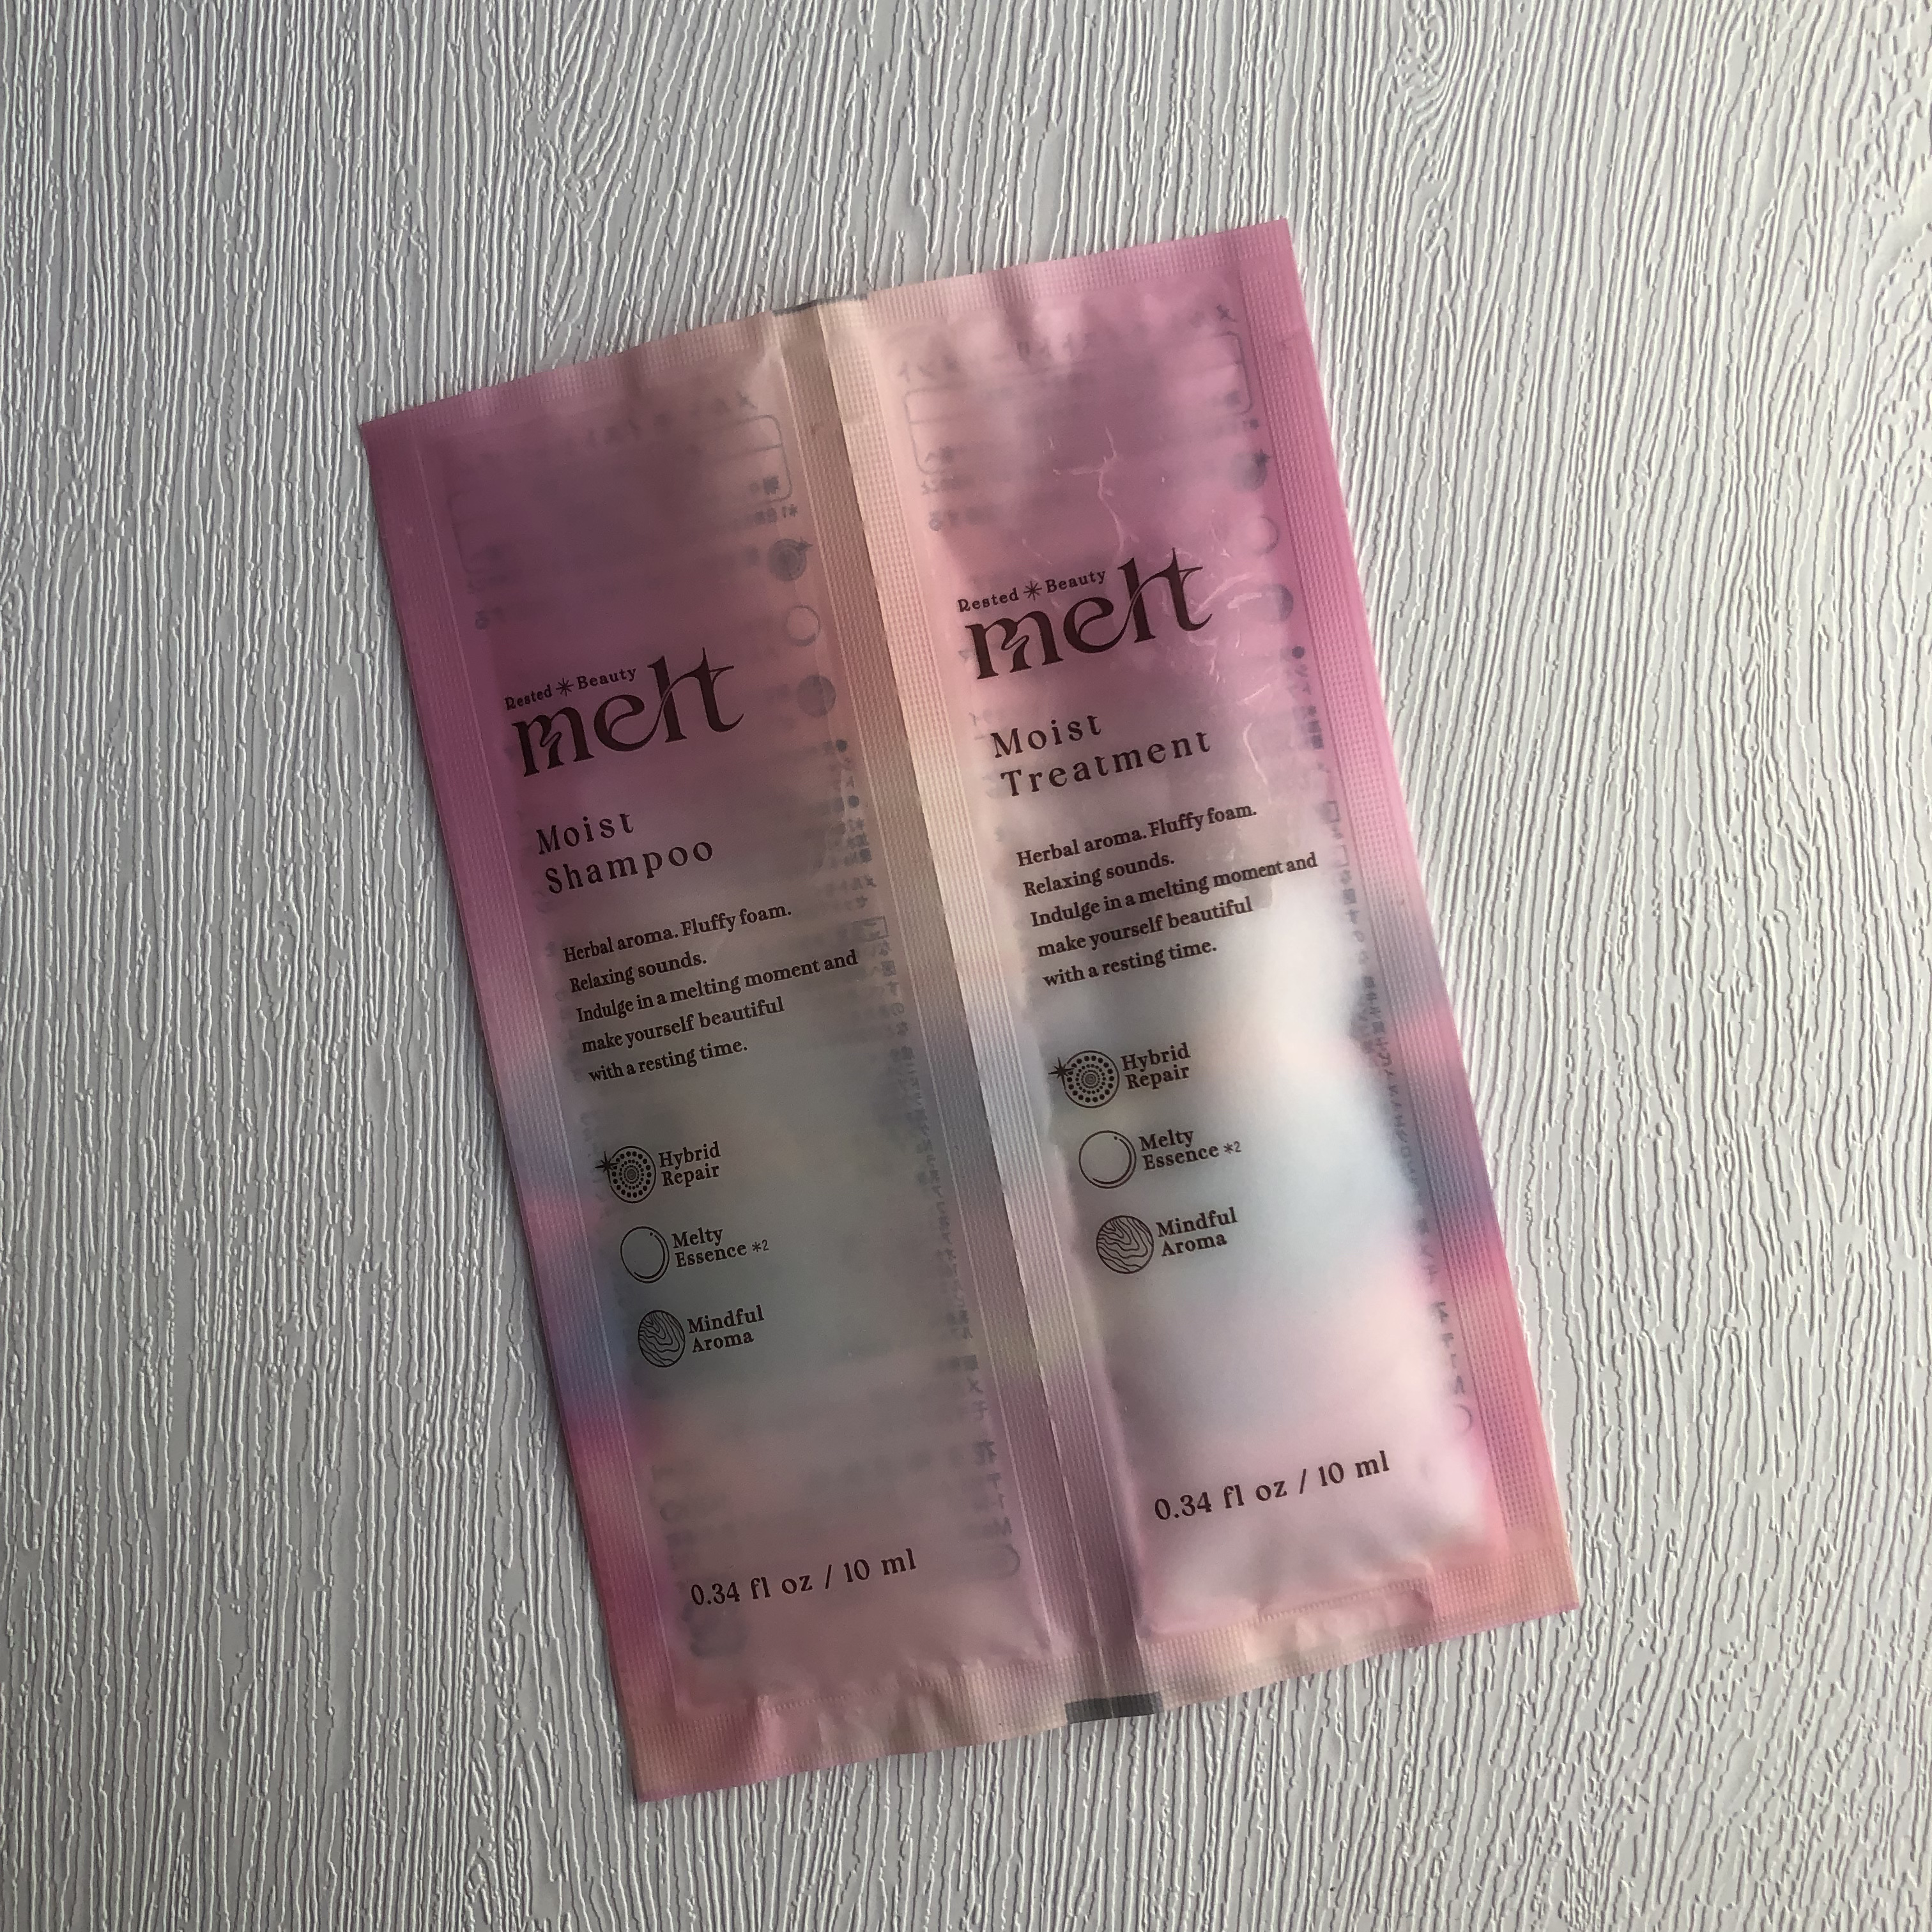 Rested ✳ Beauty
melt
Moist
Shampoo
Herbal aroma. Fluffy foam.
Relaxing sounds.
Indulge in a melting moment and
make yourself beautiful
with a resting time.
Hybrid
Repair
Melty
Essence *2
Mindful
Aroma
0.34 fl oz / 10 ml
Rested ✳ Beauty
melt
Moist
Treatment
Herbal aroma. Fluffy foam.
Relaxing sounds.
Indulge in a melting moment and
make yourself beautiful
with a resting time.
Hybrid
Repair
Melty
Essence *2
Mindful
Aroma
0.34 fl oz / 10 ml